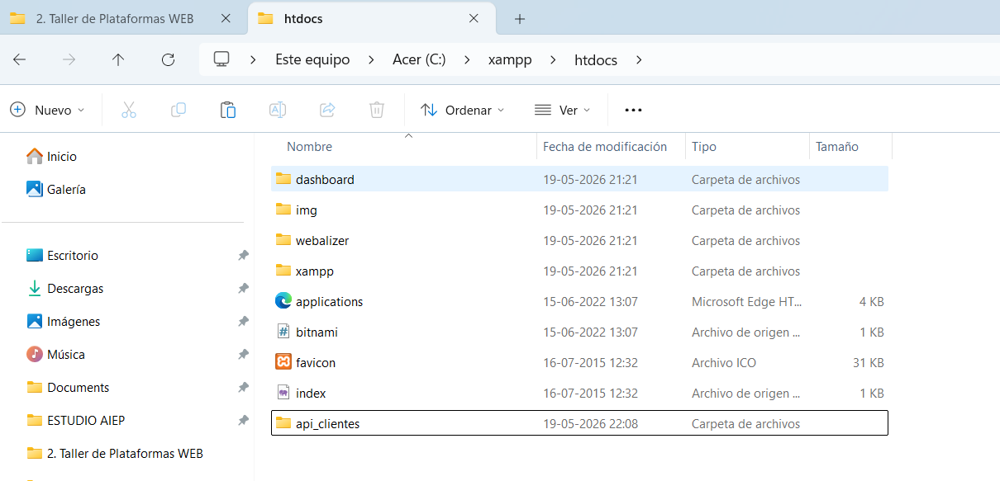 2. Taller de Plataformas WEB
htdocs
Este equipo > Acer (C:) > xampp > htdocs >
Nuevo
Ordenar
Ver
Inicio
Galería
Escritorio
Descargas
Imágenes
Música
Documents
ESTUDIO AIEP
2. Taller de Plataformas WEB
Nombre Fecha de modificación Tipo Tamaño
dashboard 19-05-2026 21:21 Carpeta de archivos
img 19-05-2026 21:21 Carpeta de archivos
webalizer 19-05-2026 21:21 Carpeta de archivos
xampp 19-05-2026 21:21 Carpeta de archivos
applications 15-06-2022 13:07 Microsoft Edge HT... 4 KB
bitnami 15-06-2022 13:07 Archivo de origen ... 1 KB
favicon 16-07-2015 12:32 Archivo ICO 31 KB
index 16-07-2015 12:32 Archivo de origen ... 1 KB
api_clientes 19-05-2026 22:08 Carpeta de archivos